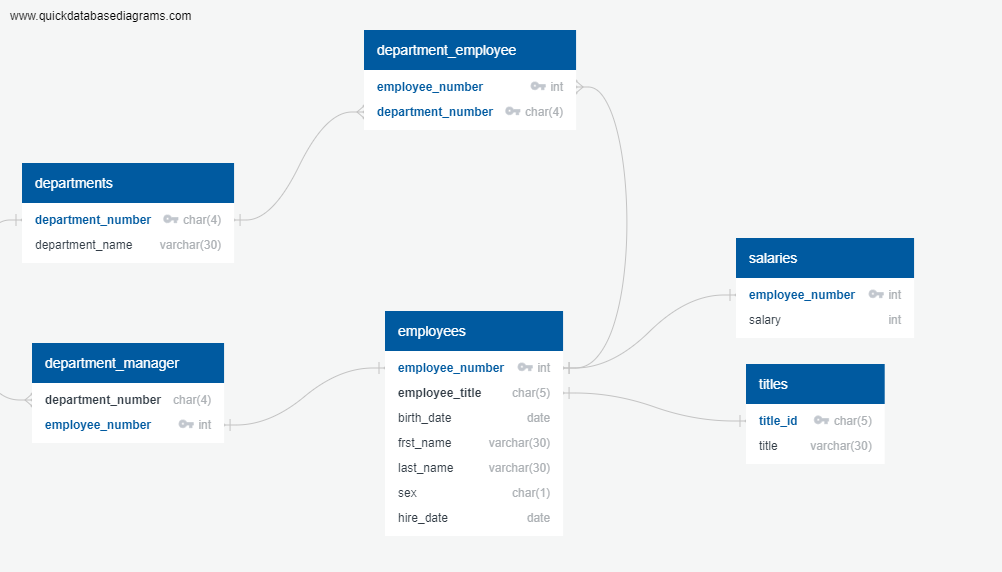 www.quickdatabasediagrams.com
department_employee
employee_number int
department_number char(4)
departments
department_number char(4)
department_name varchar(30)
salaries
employee_number int
salary int
employees
employee_number int
employee_title char(5)
birth_date date
frst_name varchar(30)
last_name varchar(30)
sex char(1)
hire_date date
department_manager
department_number char(4)
employee_number int
titles
title_id char(5)
title varchar(30)